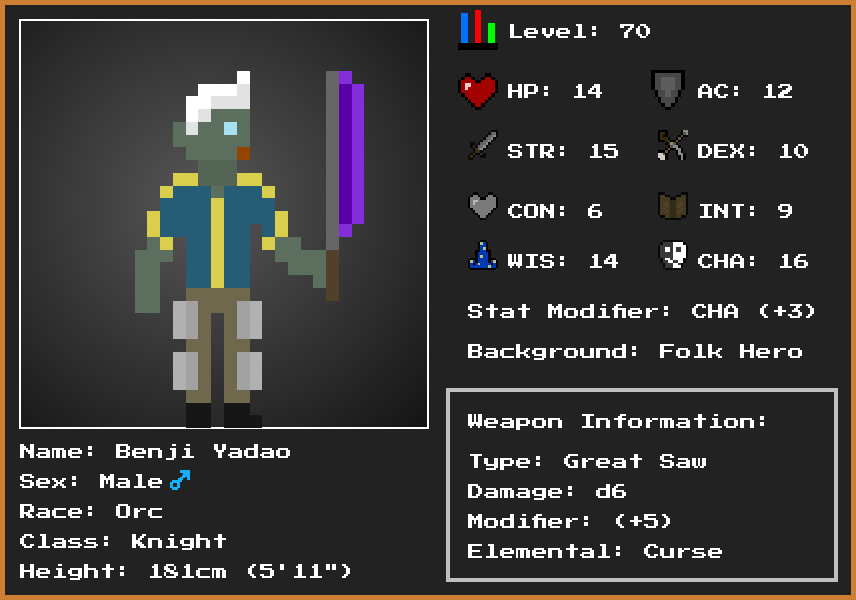 Level: 70
HP: 14
AC: 12
STR: 15
DEX: 10
CON: 6
INT: 9
WIS: 14
CHA: 16
Stat Modifier: CHA (+3)
Background: Folk Hero
Weapon Information:
Type: Great Saw
Damage: d6
Modifier: (+5)
Elemental: Curse
Name: Benji Yadao
Sex: Male♂
Race: Orc
Class: Knight
Height: 181cm (5'11")